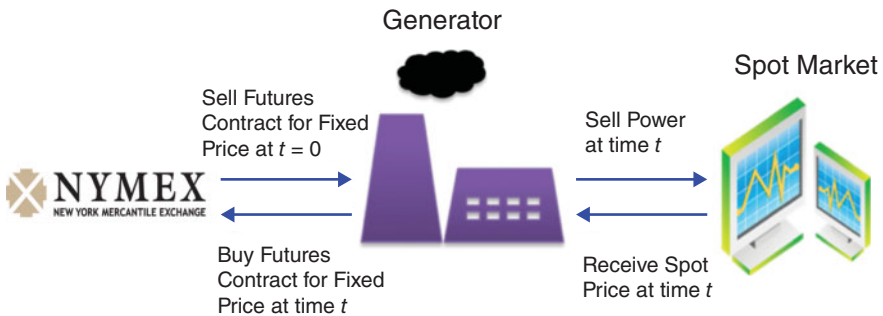 Generator
Spot Market
Sell Futures
Contract for Fixed
Price at t = 0
Sell Power
at time t
NYMEX
NEW YORK MERCANTILE EXCHANGE
Buy Futures
Contract for Fixed
Price at time t
Receive Spot
Price at time t